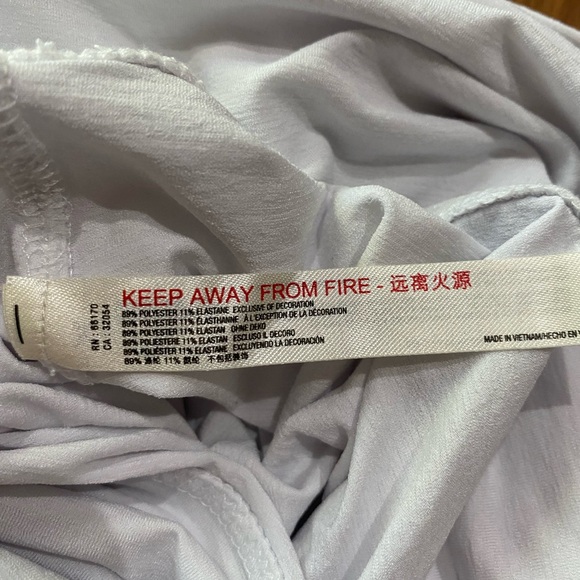 RN : 66170
CA : 32054
KEEP AWAY FROM FIRE - 远离火源
89% POLYESTER 11% ELASTANE EXCLUSIVE OF DECORATION
89% POLYESTER 11% ÉLASTHANNE À L'EXCEPTION DE LA DÉCORATION
89% POLYESTER 11% ELASTAN OHNE DEKO
89% POLIESTERE 11% ELASTAN ESCLUSO IL DECORO
89% POLIÉSTER 11% ELASTANO EXCLUYENDO LA DECORACIÓN
89% 涤纶 11% 氨纶 不包括装饰
MADE IN VIETNAM/HECHO EN